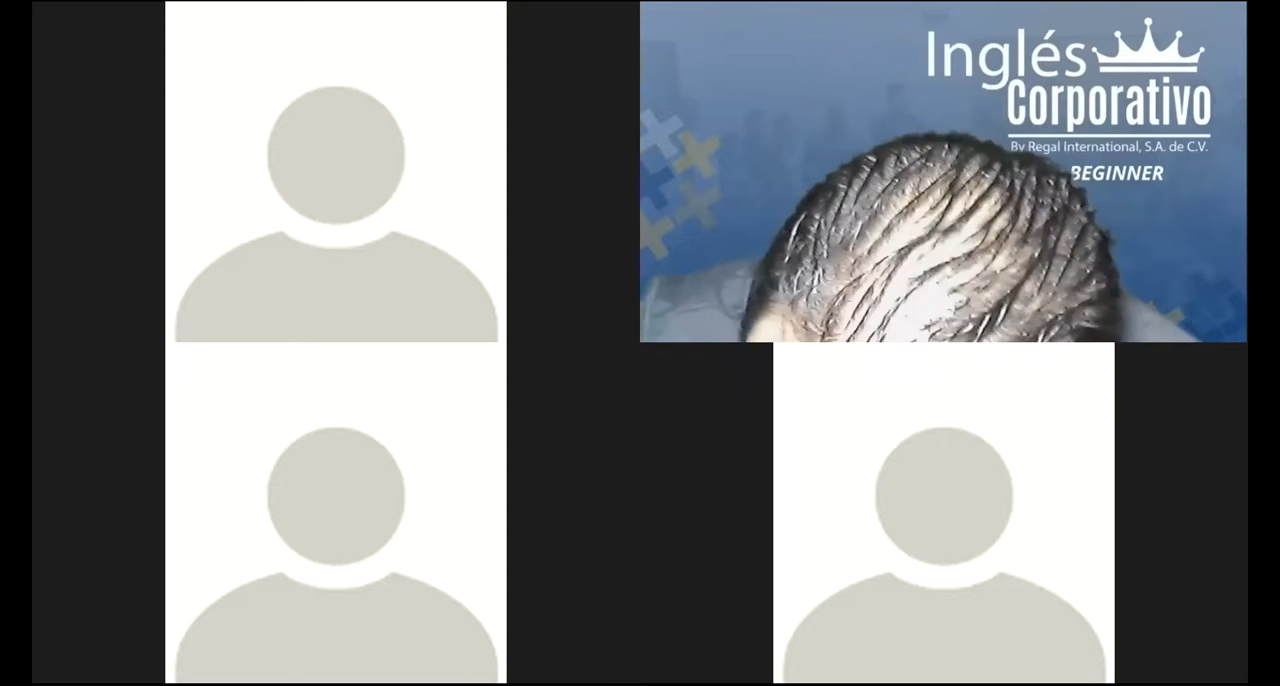 Inglés
Corporativo
By Regal International, S.A. de C.V.
BEGINNER